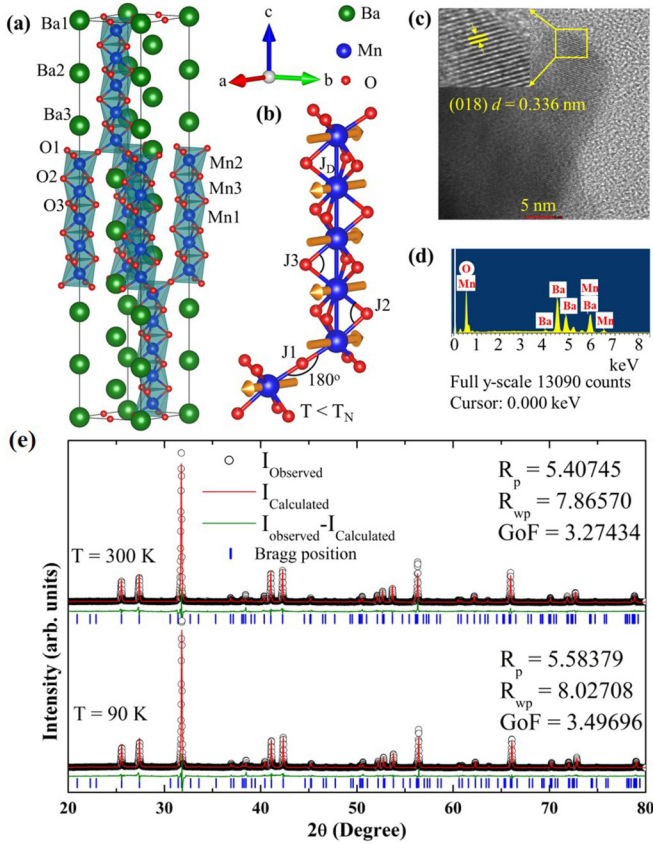 (a)
Ba1
Ba2
Ba3
O1
O2
O3
Mn2
Mn3
Mn1
c
a
b
Ba
Mn
O
(b)
J_D
J3
J2
J1
180°
T < T_N
(c)
(018) d = 0.336 nm
5 nm
(d)
O
Mn
Ba
Ba
Ba
Mn
Ba
Mn
0 1 2 3 4 5 6 7 8
keV
Full y-scale 13090 counts
Cursor: 0.000 keV
(e)
I_Observed
I_Calculated
I_observed-I_Calculated
Bragg position
T = 300 K
R_p = 5.40745
R_wp = 7.86570
GoF = 3.27434
T = 90 K
R_p = 5.58379
R_wp = 8.02708
GoF = 3.49696
Intensity (arb. units)
20 30 40 50 60 70 80
2θ (Degree)